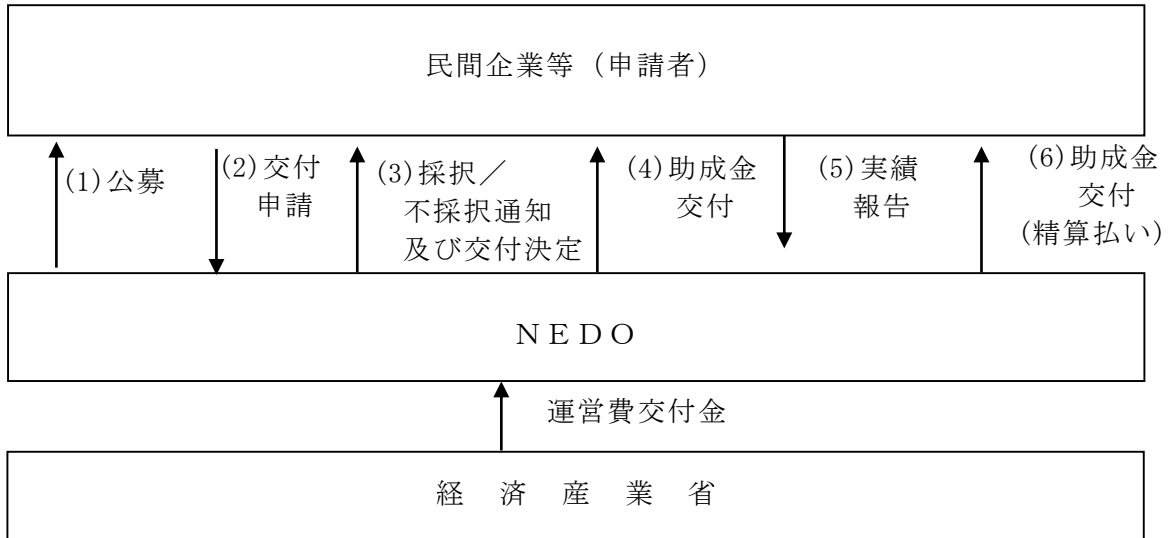 民間企業等（申請者）
(1)公募
(2)交付
申請
(3)採択／
不採択通知
及び交付決定
(4)助成金
交付
(5)実績
報告
(6)助成金
交付
(精算払い)
ＮＥＤＯ
運営費交付金
経　済　産　業　省